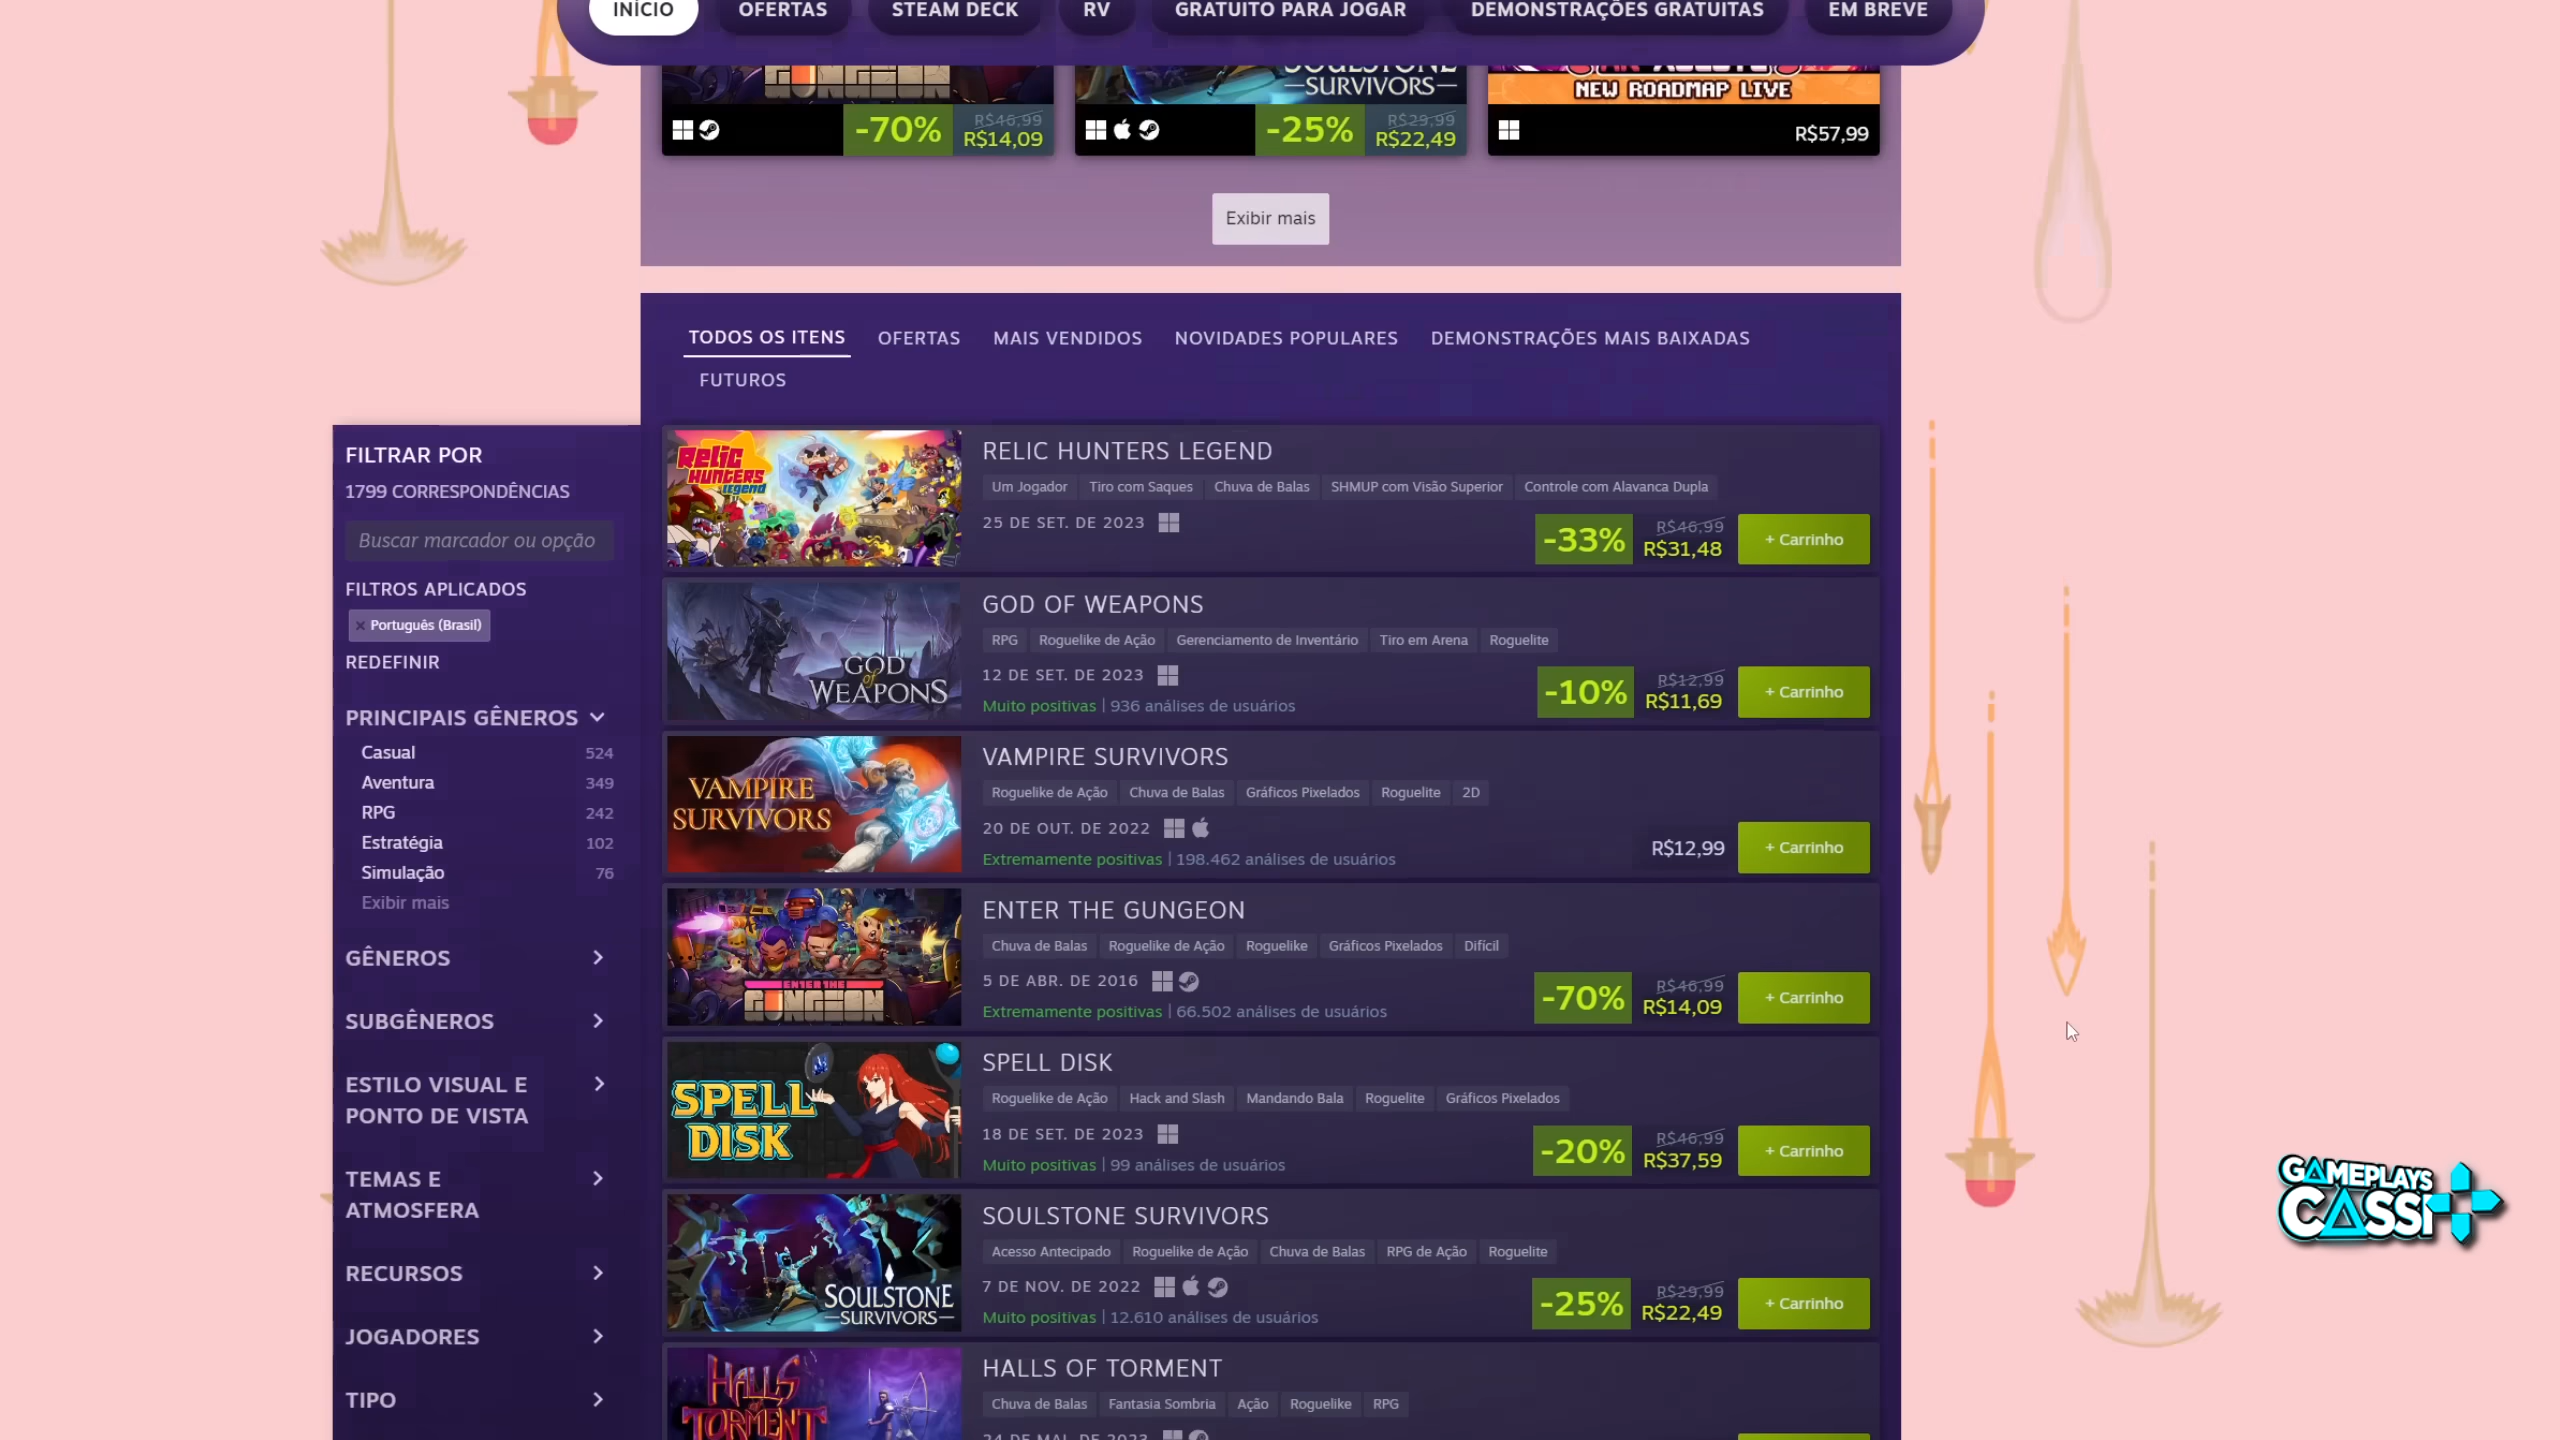 INÍCIO OFERTAS STEAM DECK RV GRATUITO PARA JOGAR DEMONSTRAÇÕES GRATUITAS EM BREVE
GUNGEON
SOULSTONE
SURVIVORS
NEW ROADMAP LIVE
-70% R$46,99 R$14,09
-25% R$29,99 R$22,49
R$57,99
Exibir mais
TODOS OS ITENS OFERTAS MAIS VENDIDOS NOVIDADES POPULARES DEMONSTRAÇÕES MAIS BAIXADAS
FUTUROS
FILTRAR POR
1799 CORRESPONDÊNCIAS
Buscar marcador ou opção
FILTROS APLICADOS
× Português (Brasil)
REDEFINIR
PRINCIPAIS GÊNEROS
Casual 524
Aventura 349
RPG 242
Estratégia 102
Simulação 76
Exibir mais
GÊNEROS
SUBGÊNEROS
ESTILO VISUAL E
PONTO DE VISTA
TEMAS E
ATMOSFERA
RECURSOS
JOGADORES
TIPO
Relic
HUNTERS
legend
RELIC HUNTERS LEGEND
Um Jogador Tiro com Saques Chuva de Balas SHMUP com Visão Superior Controle com Alavanca Dupla
25 DE SET. DE 2023
-33% R$46,99 R$31,48 + Carrinho
GOD
of
WEAPONS
GOD OF WEAPONS
RPG Roguelike de Ação Gerenciamento de Inventário Tiro em Arena Roguelite
12 DE SET. DE 2023
Muito positivas | 936 análises de usuários
-10% R$12,99 R$11,69 + Carrinho
VAMPIRE
SURVIVORS
VAMPIRE SURVIVORS
Roguelike de Ação Chuva de Balas Gráficos Pixelados Roguelite 2D
20 DE OUT. DE 2022
Extremamente positivas | 198.462 análises de usuários
R$12,99 + Carrinho
ENTER THE
GUNGEON
ENTER THE GUNGEON
Chuva de Balas Roguelike de Ação Roguelike Gráficos Pixelados Difícil
5 DE ABR. DE 2016
Extremamente positivas | 66.502 análises de usuários
-70% R$46,99 R$14,09 + Carrinho
SPELL
DISK
SPELL DISK
Roguelike de Ação Hack and Slash Mandando Bala Roguelite Gráficos Pixelados
18 DE SET. DE 2023
Muito positivas | 99 análises de usuários
-20% R$46,99 R$37,59 + Carrinho
SOULSTONE
SURVIVORS
SOULSTONE SURVIVORS
Acesso Antecipado Roguelike de Ação Chuva de Balas RPG de Ação Roguelite
7 DE NOV. DE 2022
Muito positivas | 12.610 análises de usuários
-25% R$29,99 R$22,49 + Carrinho
HALLS
OF
TORMENT
HALLS OF TORMENT
Chuva de Balas Fantasia Sombria Ação Roguelike RPG
24 DE MAI. DE 2023
GAMEPLAYS
CASSI